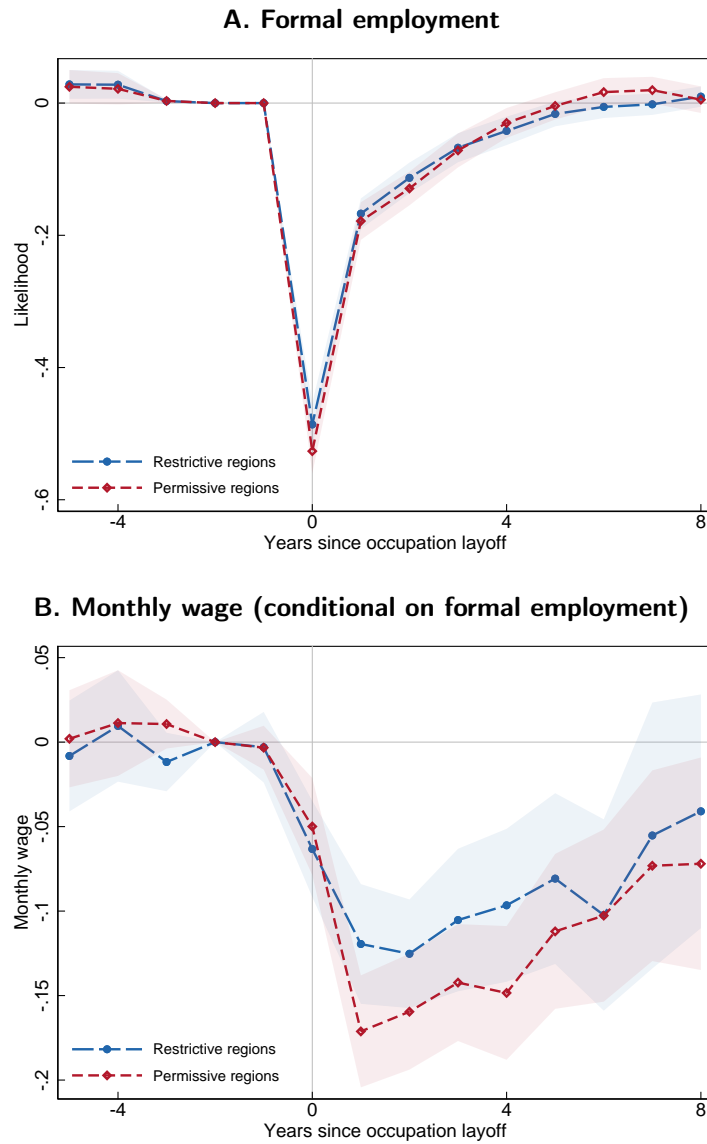 A. Formal employment
0
-.2
-.4
-.6
Likelihood
Restrictive regions
Permissive regions
-4 0 4 8
Years since occupation layoff
B. Monthly wage (conditional on formal employment)
.05
0
-.05
-.1
-.15
-.2
Monthly wage
Restrictive regions
Permissive regions
-4 0 4 8
Years since occupation layoff